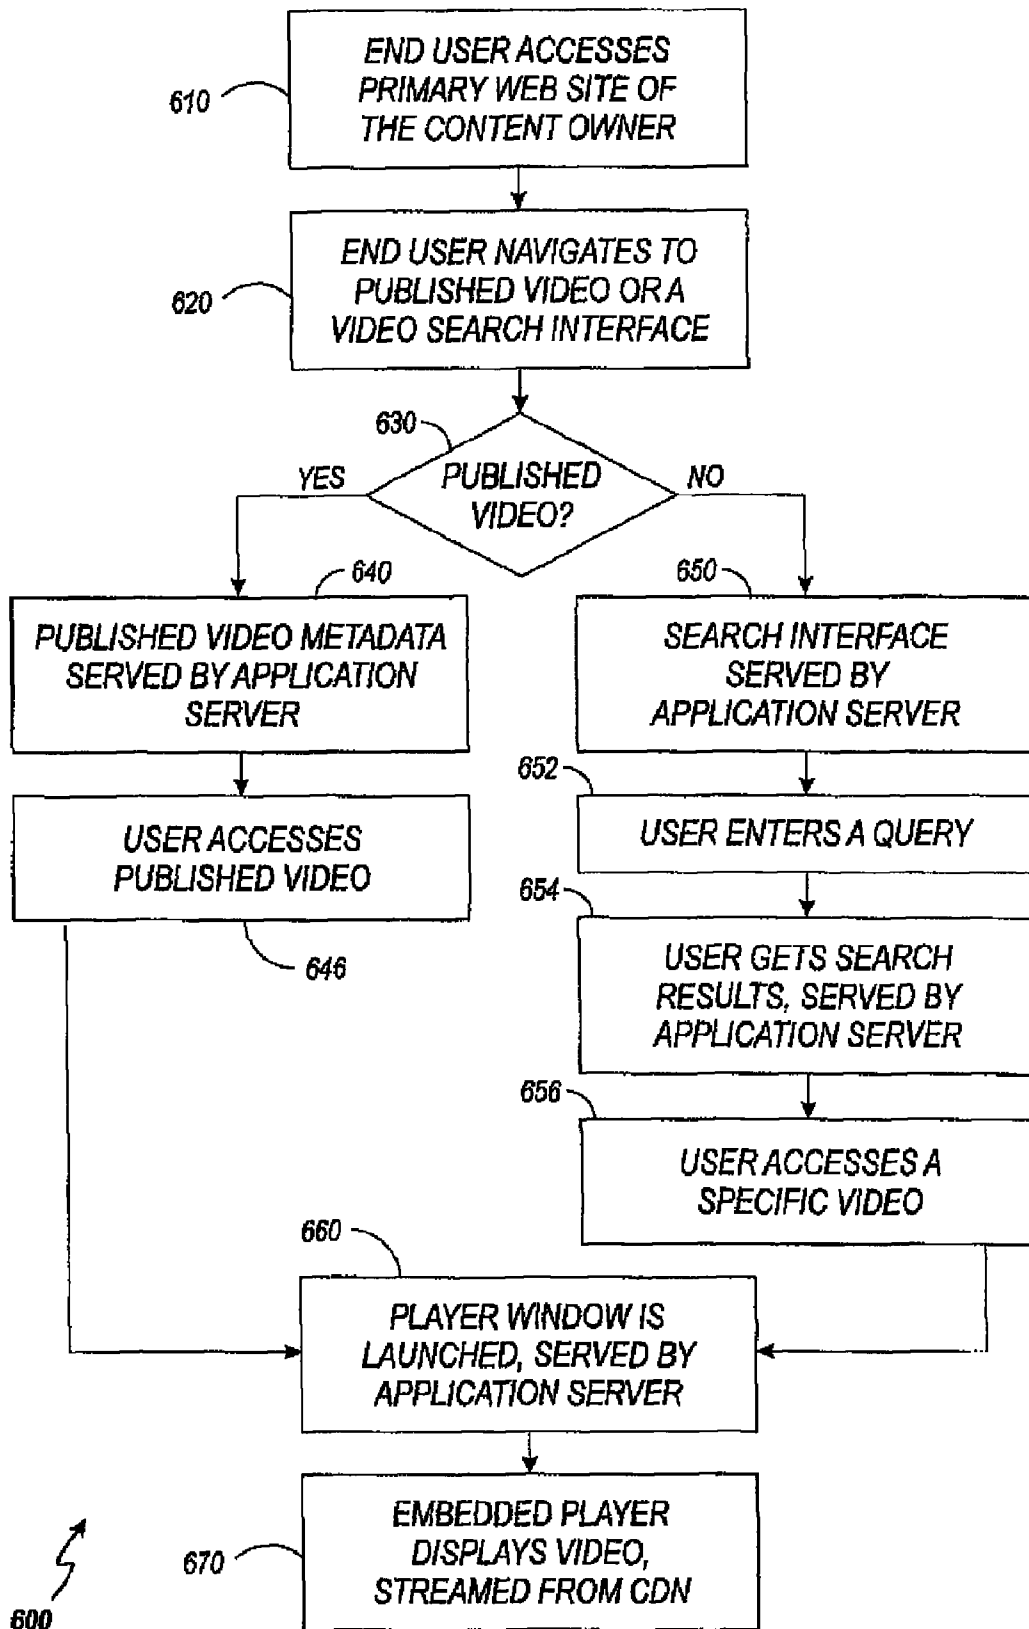 610
END USER ACCESSES
PRIMARY WEB SITE OF
THE CONTENT OWNER
620
END USER NAVIGATES TO
PUBLISHED VIDEO OR A
VIDEO SEARCH INTERFACE
630
YES
PUBLISHED
VIDEO?
NO
640
PUBLISHED VIDEO METADATA
SERVED BY APPLICATION
SERVER
USER ACCESSES
PUBLISHED VIDEO
646
650
SEARCH INTERFACE
SERVED BY
APPLICATION SERVER
652
USER ENTERS A QUERY
654
USER GETS SEARCH
RESULTS, SERVED BY
APPLICATION SERVER
656
USER ACCESSES A
SPECIFIC VIDEO
660
PLAYER WINDOW IS
LAUNCHED, SERVED BY
APPLICATION SERVER
670
EMBEDDED PLAYER
DISPLAYS VIDEO,
STREAMED FROM CDN
600